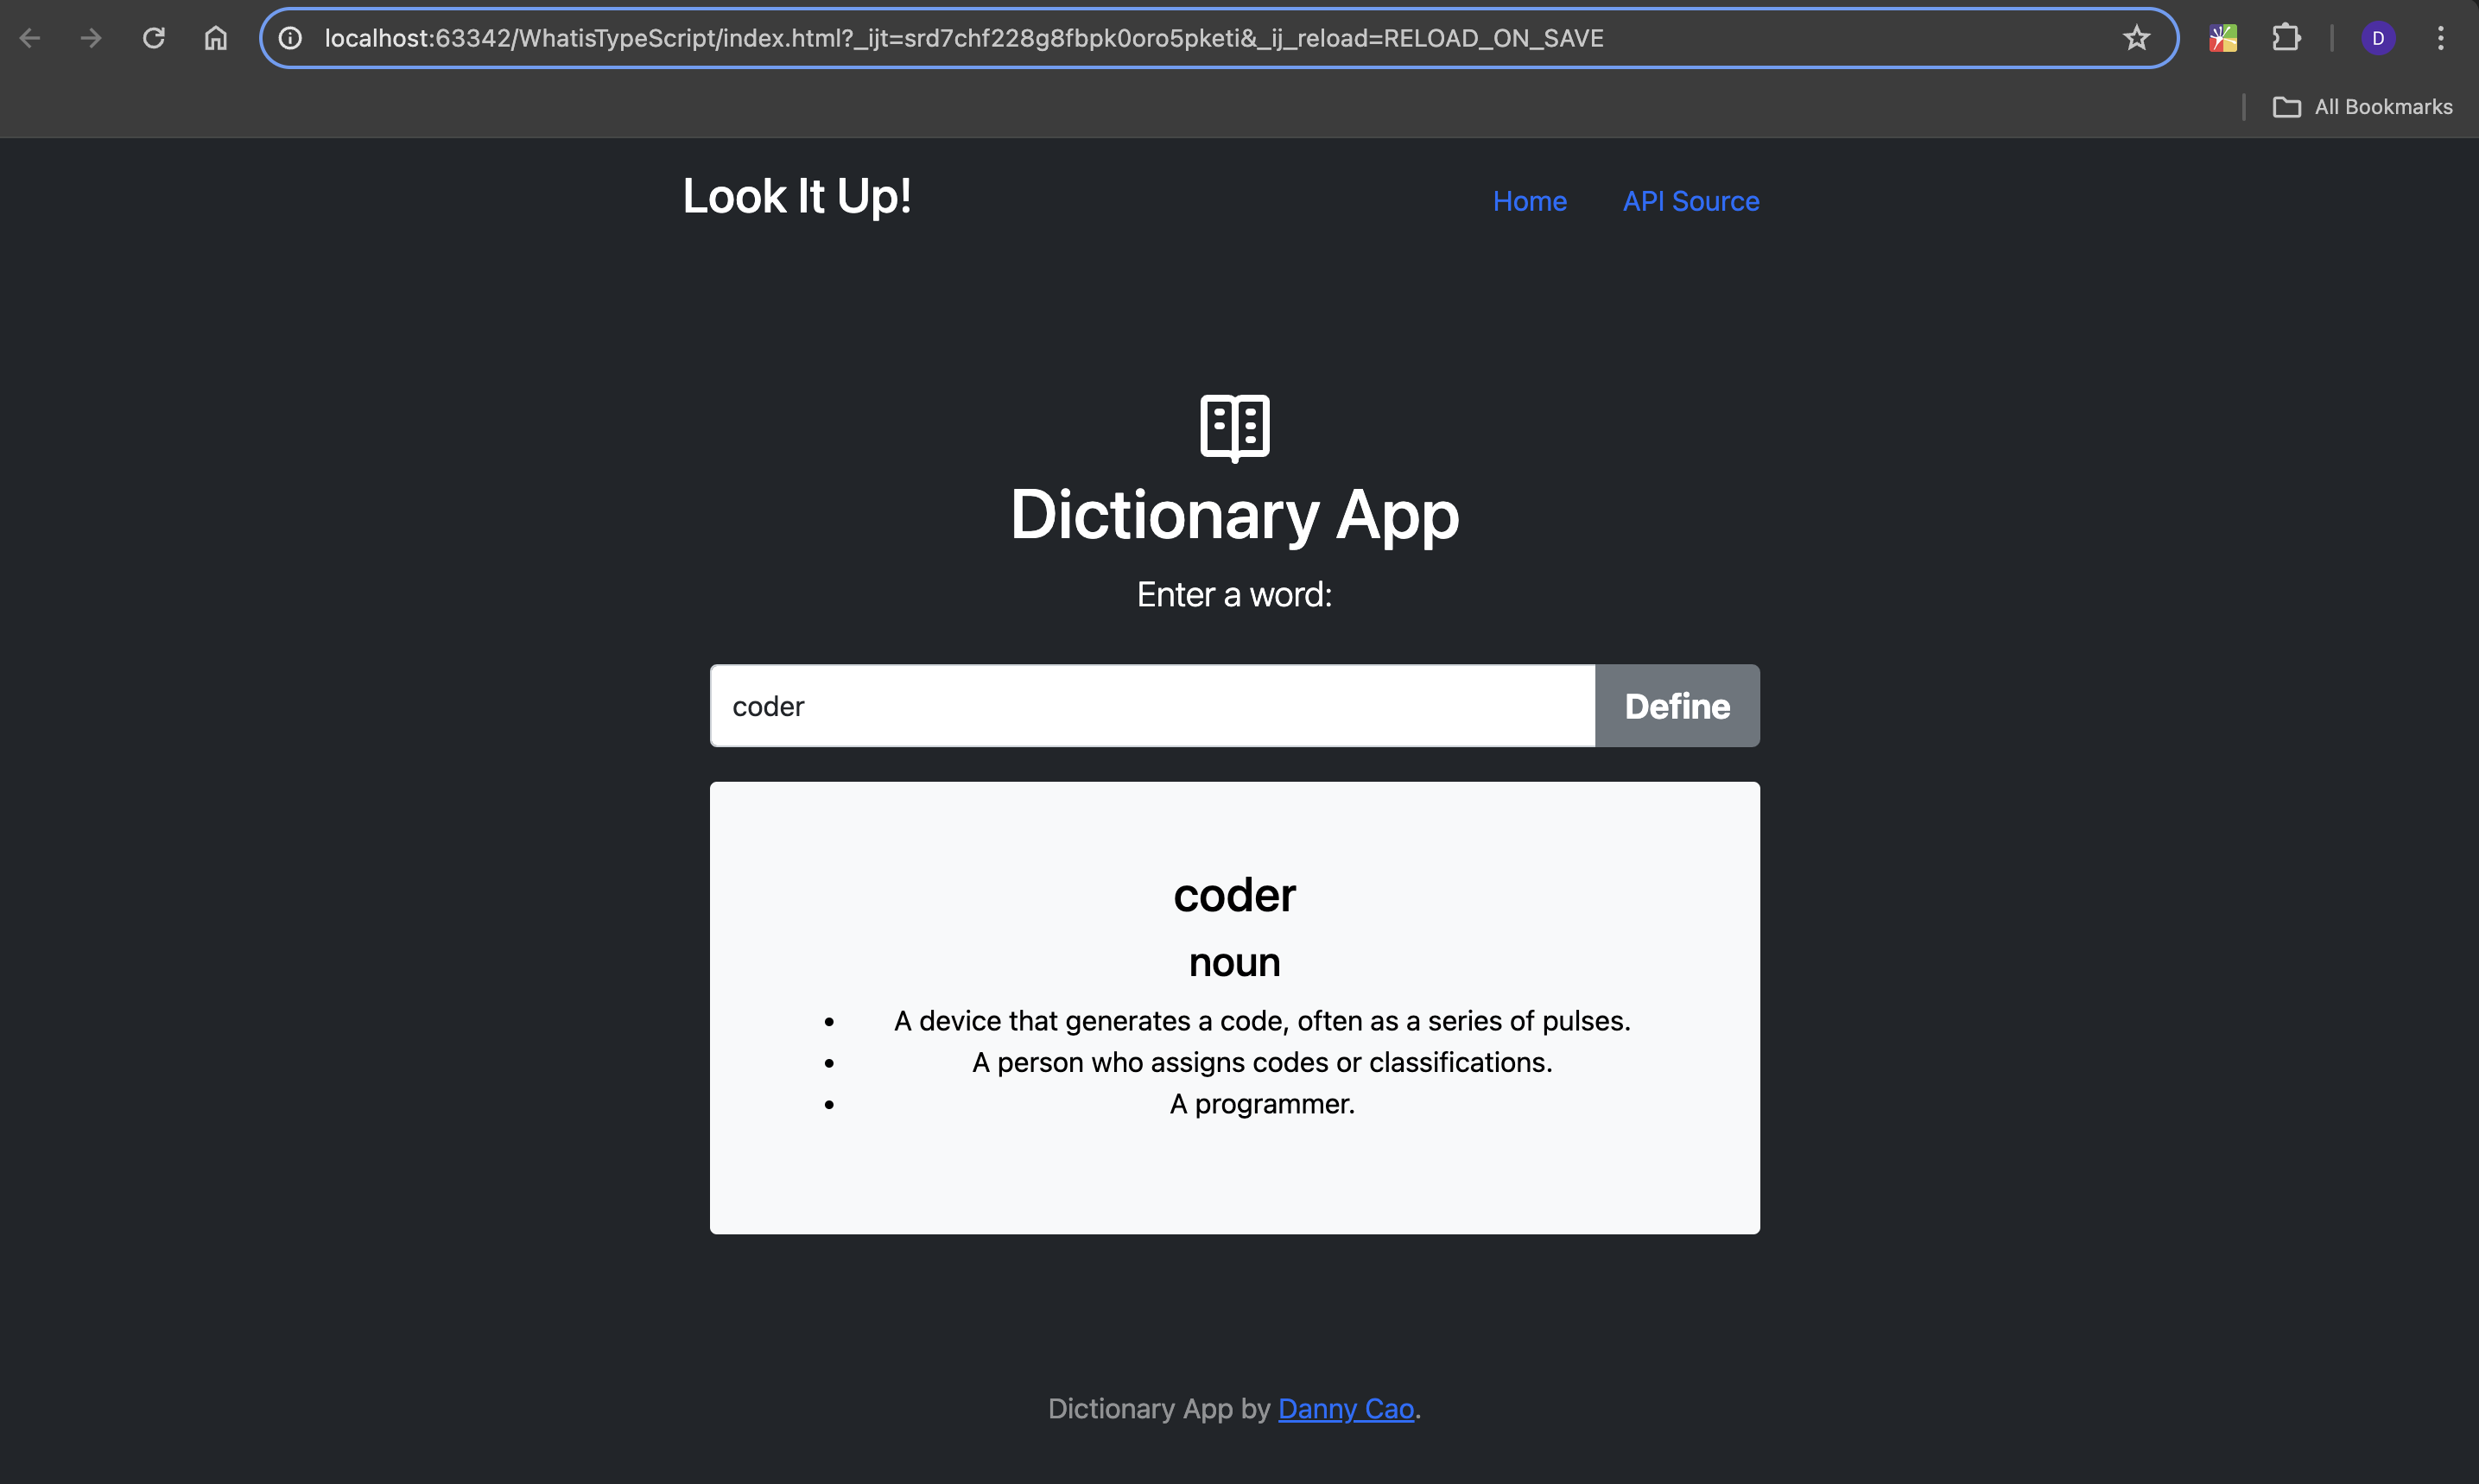 localhost:63342/WhatisTypeScript/index.html?_ijt=srd7chf228g8fbpk0oro5pketi&_ij_reload=RELOAD_ON_SAVE
D
All Bookmarks
Look It Up!
Home
API Source
Dictionary App
Enter a word:
coder
Define
coder
noun
• A device that generates a code, often as a series of pulses.
• A person who assigns codes or classifications.
• A programmer.
Dictionary App by Danny Cao.